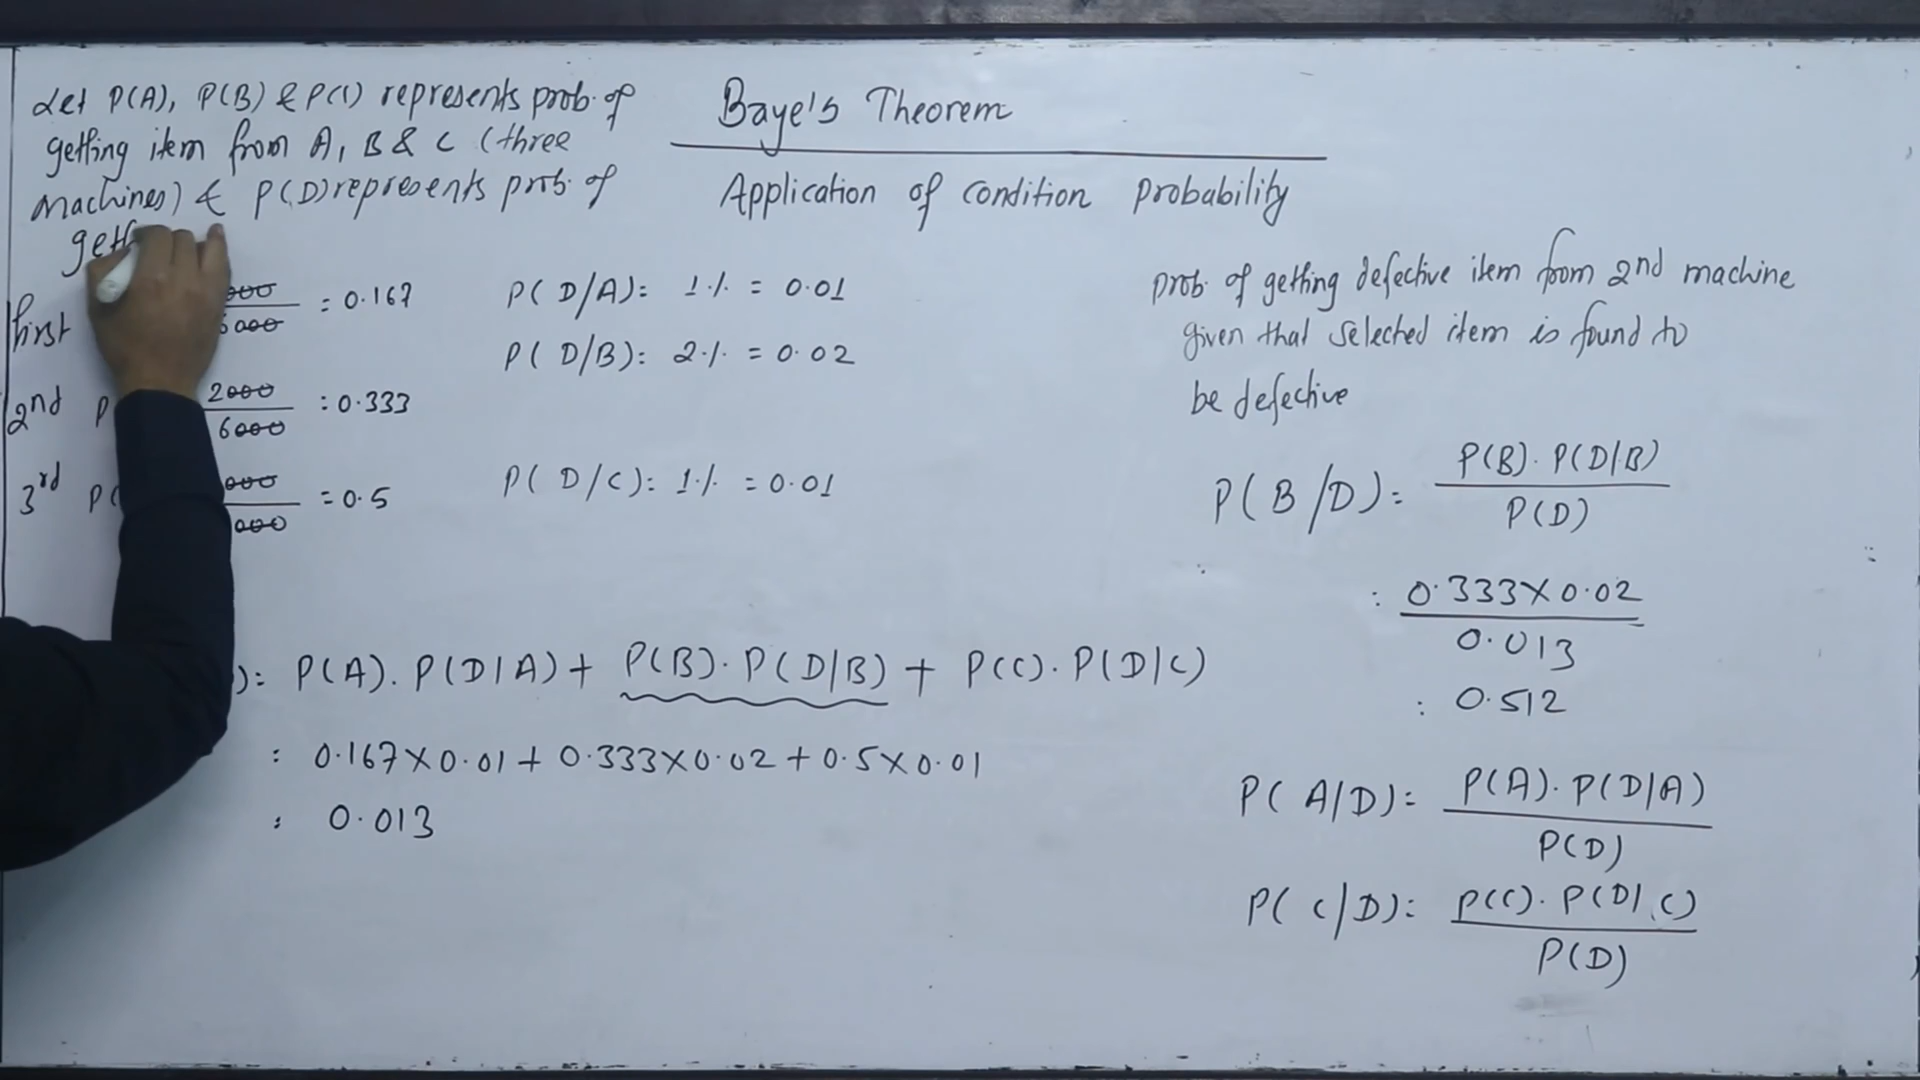 Let P(A), P(B) & P(C) represents prob. of
getting item from A, B & C (three
machines) & P(D) represents prob. of
Baye's Theorem
Application of condition probability
first 000 / 6000 = 0.167
2nd P 2000 / 6000 : 0.333
3rd P( 000 / 000 = 0.5
P( D/A): 1% = 0.01
P( D/B): 2% = 0.02
P( D/C): 1% = 0.01
): P(A). P(D|A) + P(B). P(D|B) + P(C). P(D|C)
: 0.167 X 0.01 + 0.333 X 0.02 + 0.5 X 0.01
: 0.013
prob. of getting defective item from 2nd machine
given that selected item is found to
be defective
P( B/D): P(B). P(D|B)
P(D)
: 0.333 X 0.02
0.013
: 0.512
P( A|D): P(A). P(D|A)
P(D)
P( C|D): P(C). P(D|C)
P(D)